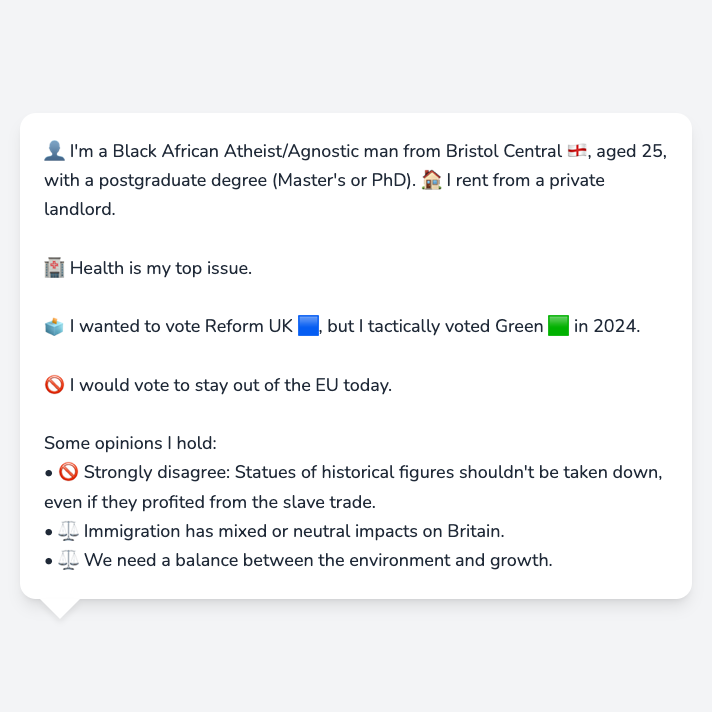 👤 I'm a Black African Atheist/Agnostic man from Bristol Central 🏴󠁧󠁢󠁥󠁮󠁧󠁿, aged 25,
with a postgraduate degree (Master's or PhD). 🏠 I rent from a private
landlord.
🏥 Health is my top issue.
🗳️ I wanted to vote Reform UK 🟦, but I tactically voted Green 🟩 in 2024.
🚫 I would vote to stay out of the EU today.
Some opinions I hold:
• 🚫 Strongly disagree: Statues of historical figures shouldn't be taken down,
even if they profited from the slave trade.
• ⚖️ Immigration has mixed or neutral impacts on Britain.
• ⚖️ We need a balance between the environment and growth.